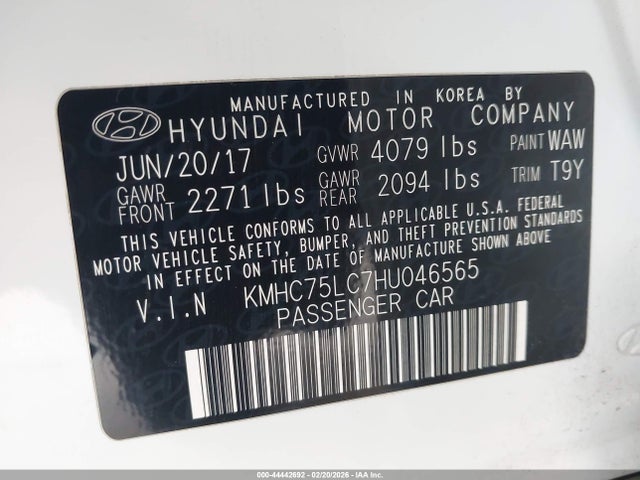 MANUFACTURED IN KOREA BY
HYUNDAI MOTOR COMPANY
JUN/20/17 GVWR 4079 lbs PAINT WAW
GAWR FRONT 2271 lbs GAWR REAR 2094 lbs TRIM T9Y
THIS VEHICLE CONFORMS TO ALL APPLICABLE U.S.A. FEDERAL
MOTOR VEHICLE SAFETY, BUMPER, AND THEFT PREVENTION STANDARDS
IN EFFECT ON THE DATE OF MANUFACTURE SHOWN ABOVE
V.I.N KMHC75LC7HU046565
PASSENGER CAR
000-44442692 - 02/20/2026 - IAA, Inc.